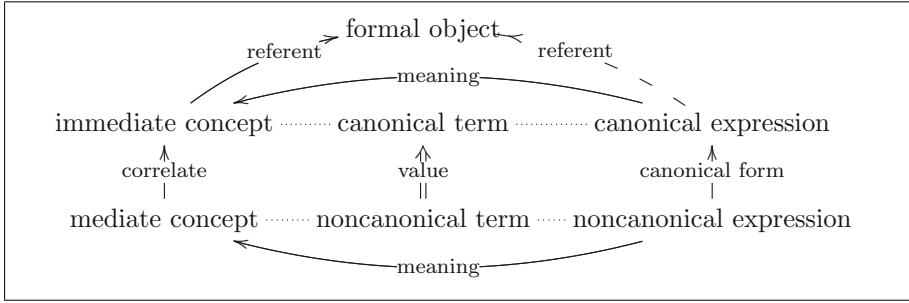 formal object
referent referent
meaning
immediate concept canonical term canonical expression
correlate value canonical form
mediate concept noncanonical term noncanonical expression
meaning